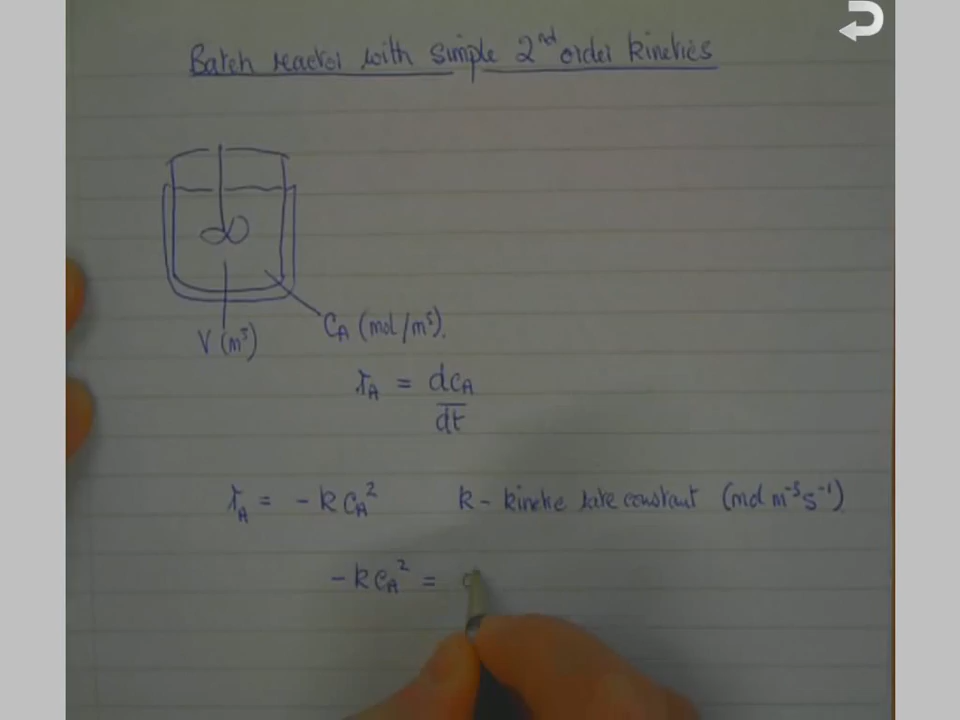 Batch reactor with simple 2nd order kinetics
V (m³)
CA (mol/m³).
rA = dCA/dt
rA = -k CA² k - kinetic rate constant (mol m⁻³ s⁻¹)
-k CA² =